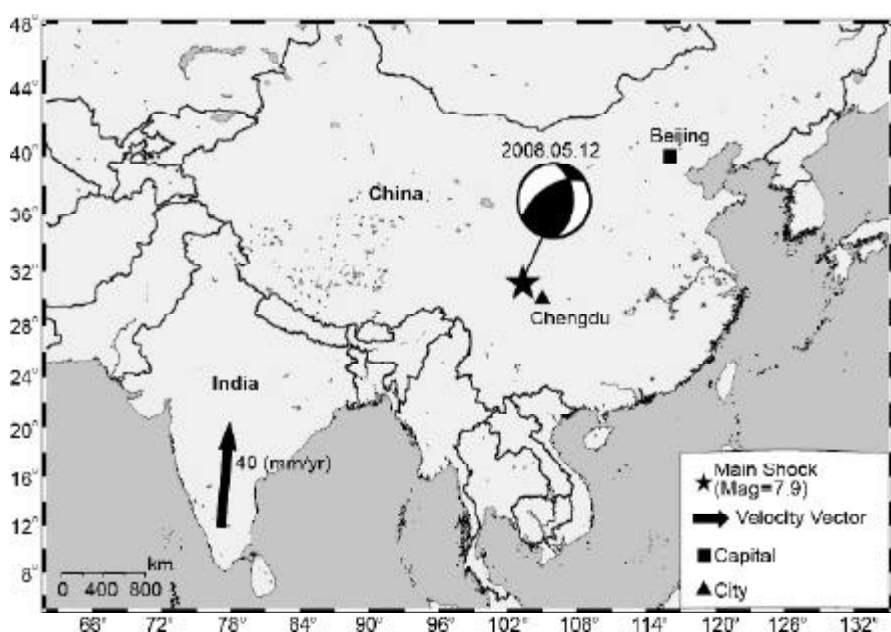 48°
44°
40°
36°
32°
28°
24°
20°
16°
12°
8°
2008.05.12
Beijing
China
Chengdu
India
40 (mm/yr)
km
0 400 800
Main Shock
(Mag=7.9)
Velocity Vector
Capital
City
66° 72° 78° 84° 90° 96° 102° 108° 114° 120° 128° 132°